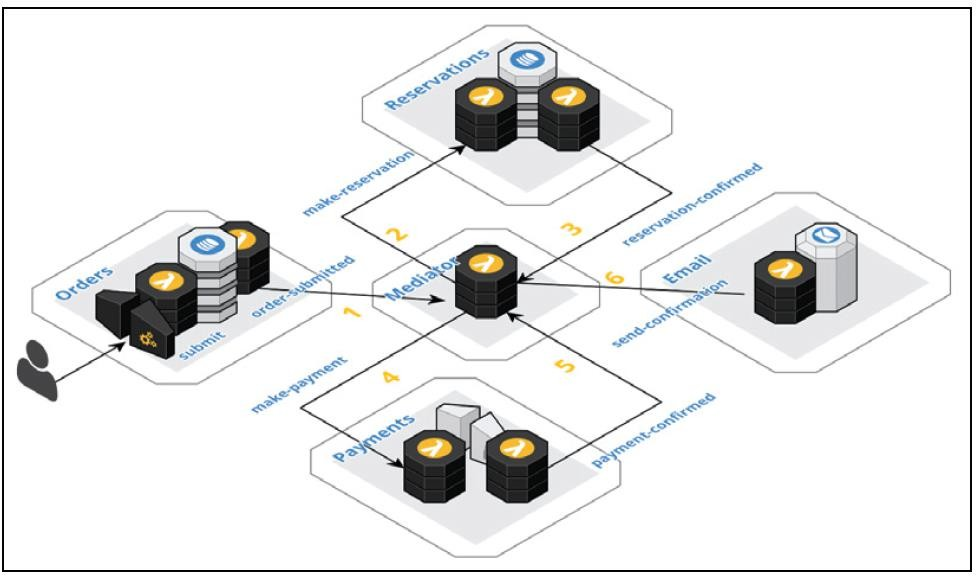 Reservations
make-reservation
2
3
reservation-confirmed
Orders
submit
order-submitted
1
Mediator
6
Email
send-confirmation
make-payment
4
5
Payments
payment-confirmed